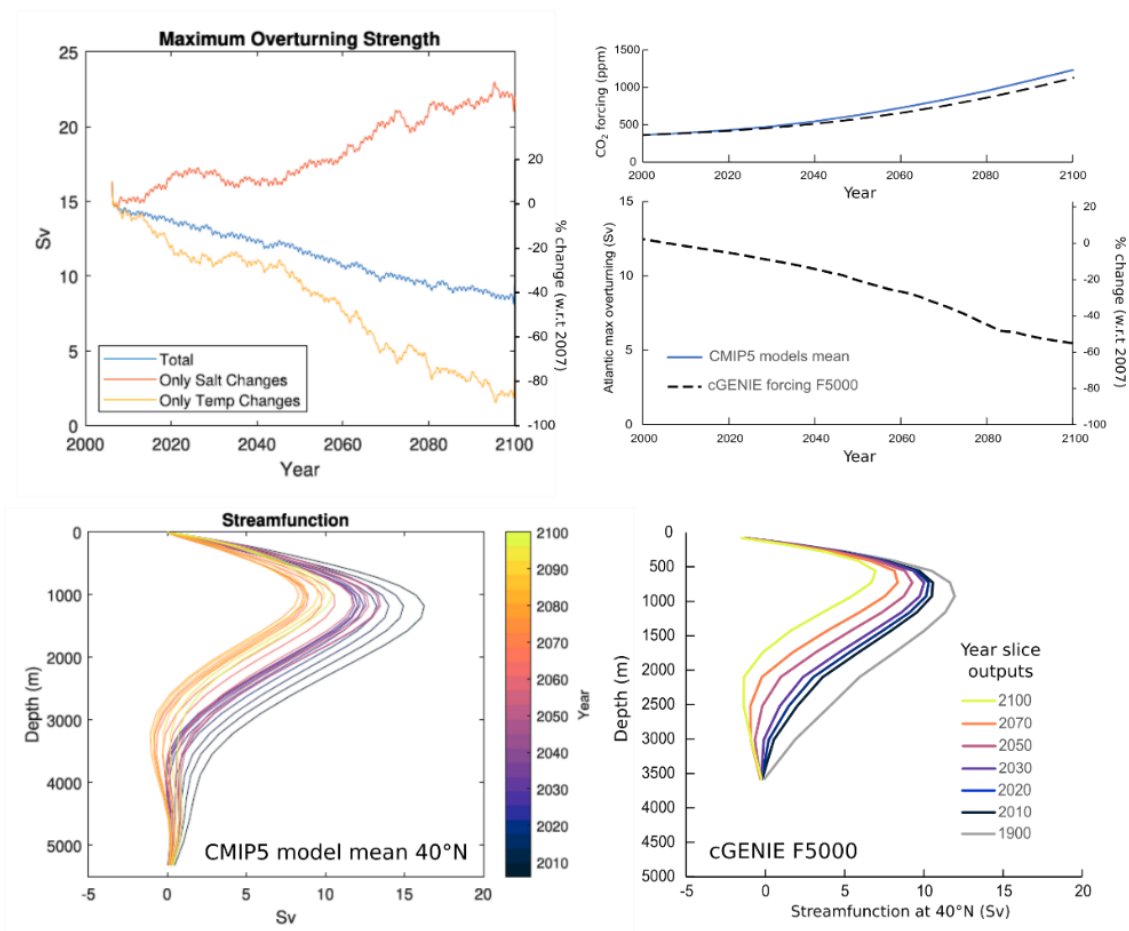 Maximum Overturning Strength
25
20
15
10
5
0
Sv
20
0
-20
-40
-60
-80
-100
% change (w.r.t 2007)
Total
Only Salt Changes
Only Temp Changes
2000 2020 2040 2060 2080 2100
Year
1500
1000
500
0
CO₂ forcing (ppm)
2000 2020 2040 2060 2080 2100
Year
15
10
5
0
Atlantic max overturning (Sv)
20
0
-20
-40
-60
-80
-100
% change (w.r.t 2007)
CMIP5 models mean
cGENIE forcing F5000
2000 2020 2040 2060 2080 2100
Year
Streamfunction
0
1000
2000
3000
4000
5000
Depth (m)
CMIP5 model mean 40°N
-5 0 5 10 15 20
Sv
2100
2090
2080
2070
2060
2050
2040
2030
2020
2010
Year
0
500
1000
1500
2000
2500
3000
3500
4000
4500
5000
Depth (m)
Year slice
outputs
2100
2070
2050
2030
2020
2010
1900
cGENIE F5000
-5 0 5 10 15 20
Streamfunction at 40°N (Sv)